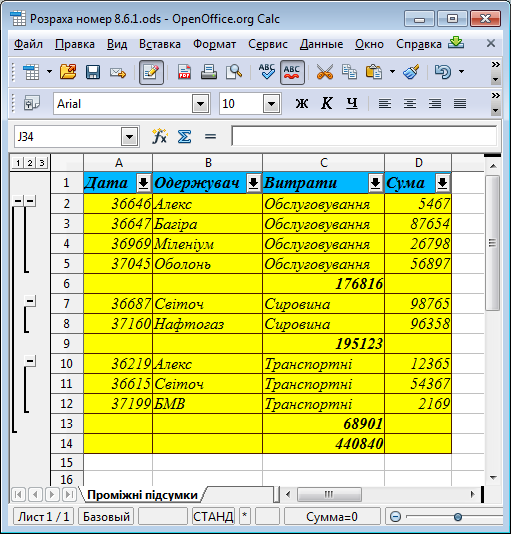 Розраха номер 8.6.1.ods - OpenOffice.org Calc
Файл Правка Вид Вставка Формат Сервис Данные Окно Справка
ABC ABC
Arial 10 Ж К Ч
J34
1 2 3 A B C D
1 Дата Одержувач Витрати Сума
2 36646 Алекс Обслуговування 5467
3 36647 Багіра Обслуговування 87654
4 36969 Міленіум Обслуговування 26798
5 37045 Оболонь Обслуговування 56897
6 176816
7 36687 Світоч Сировина 98765
8 37160 Нафтогаз Сировина 96358
9 195123
10 36219 Алекс Транспортні 12365
11 36615 Світоч Транспортні 54367
12 37199 БМВ Транспортні 2169
13 68901
14 440840
15
16
Проміжні підсумки
Лист 1 / 1 Базовый СТАНД * Сумма=0